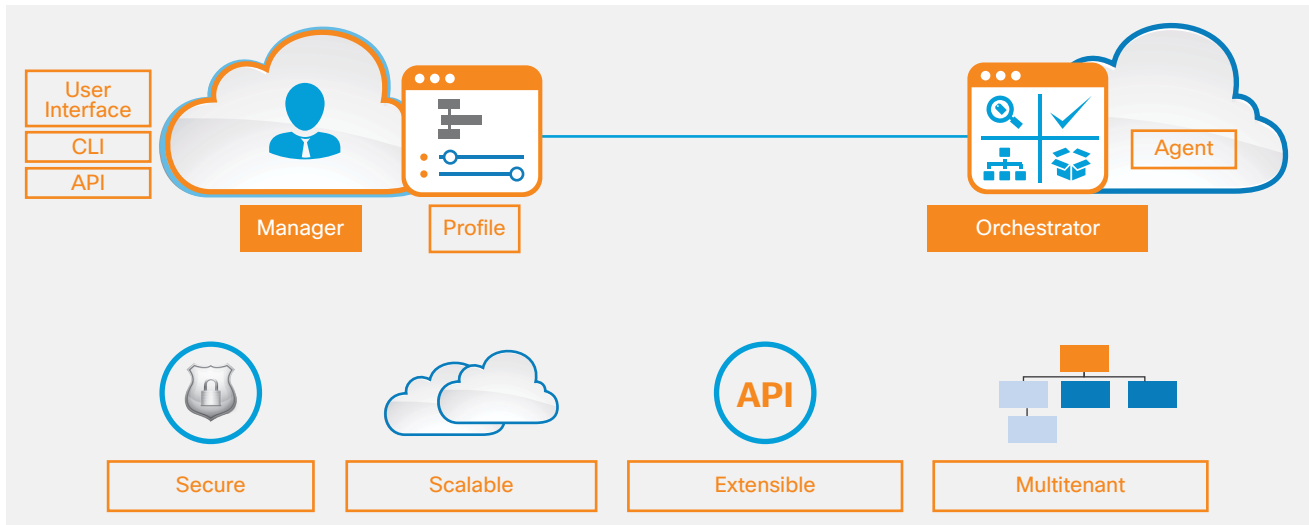 User
Interface
CLI
API
Manager
Profile
Orchestrator
Agent
API
Secure
Scalable
Extensible
Multitenant